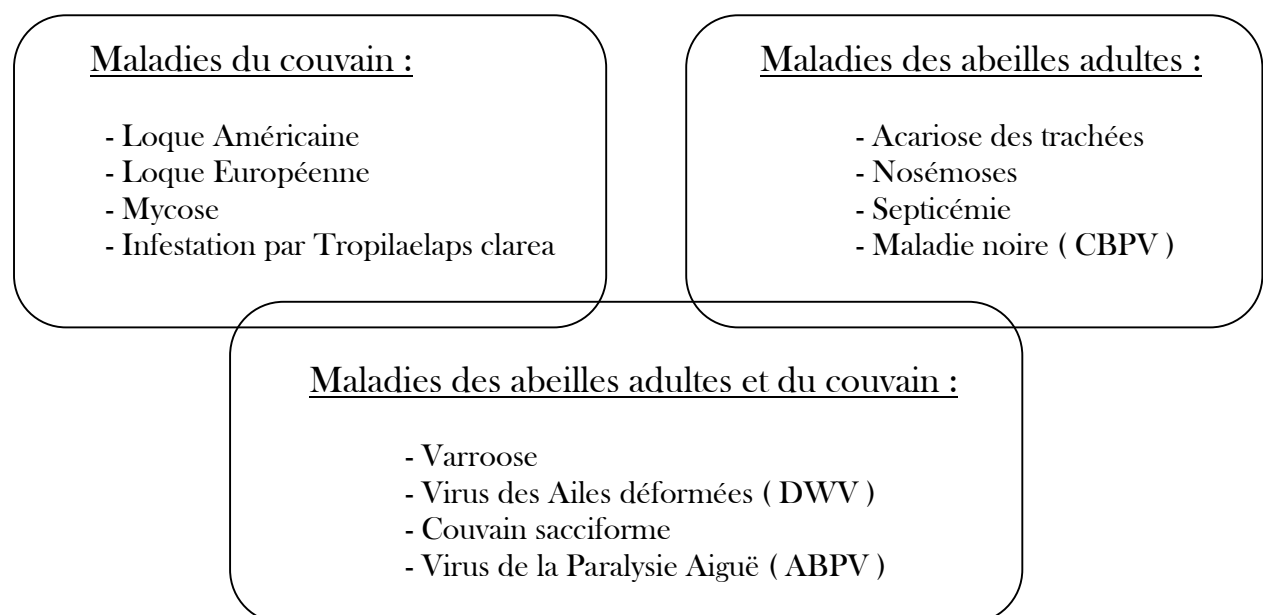 Maladies du couvain :
- Loque Américaine
- Loque Européenne
- Mycose
- Infestation par Tropilaelaps clarea
Maladies des abeilles adultes :
- Acariose des trachées
- Nosémoses
- Septicémie
- Maladie noire ( CBPV )
Maladies des abeilles adultes et du couvain :
- Varroose
- Virus des Ailes déformées ( DWV )
- Couvain sacciforme
- Virus de la Paralysie Aiguë ( ABPV )